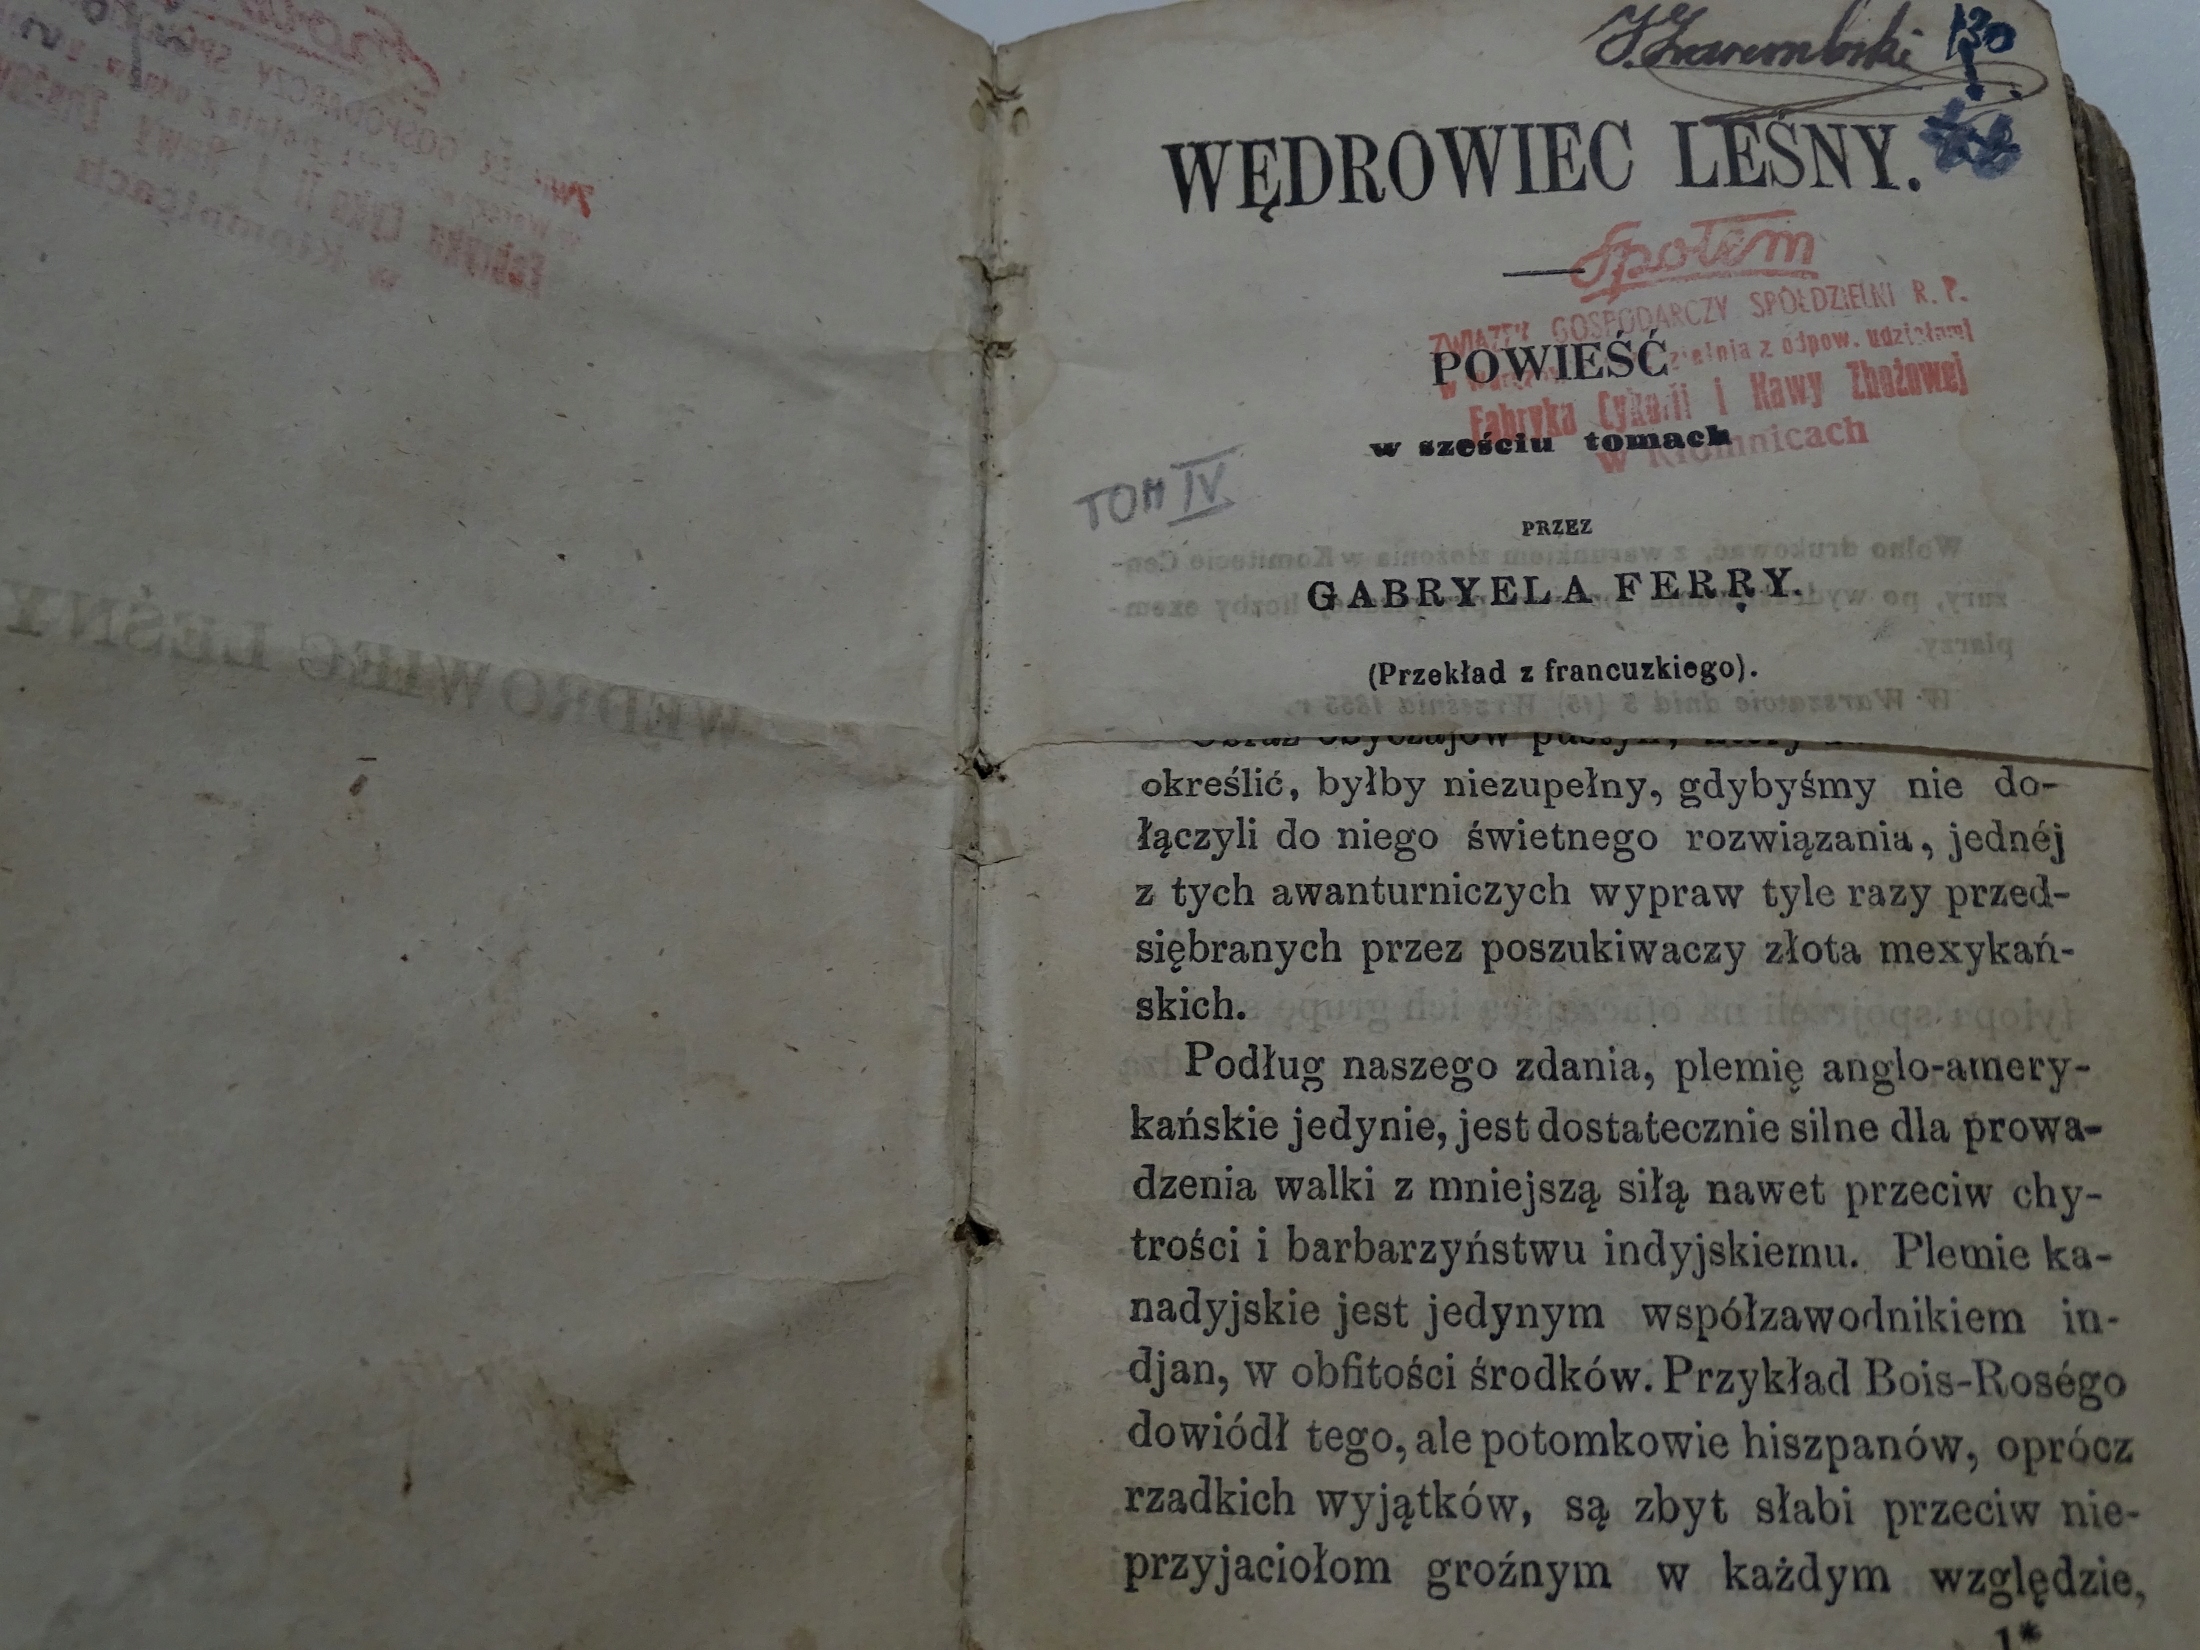 130
WĘDROWIEC LEŚNY.
Społem
ZWIĄZEK GOSPODARCZY SPÓŁDZIELNI R. P.
z odpow. udziałami
POWIEŚĆ
Fabryka Cykorii i Kawy Zbożowej
w sześciu tomach
w Kłomnicach
TOM IV
PRZEZ
GABRYELA FERRY.
(Przekład z francuzkiego).
określić, byłby niezupełny, gdybyśmy nie do-
łączyli do niego świetnego rozwiązania, jednéj
z tych awanturniczych wypraw tyle razy przed-
siębranych przez poszukiwaczy złota mexykań-
skich.
Podług naszego zdania, plemię anglo-amery-
kańskie jedynie, jest dostatecznie silne dla prowa-
dzenia walki z mniejszą siłą nawet przeciw chy-
trości i barbarzyństwu indyjskiemu. Plemie ka-
nadyjskie jest jedynym współzawodnikiem in-
djan, w obfitości środków. Przykład Bois-Roségo
dowiódł tego, ale potomkowie hiszpanów, oprócz
rzadkich wyjątków, są zbyt słabi przeciw nie-
przyjaciołom groźnym w każdym względzie,
1*